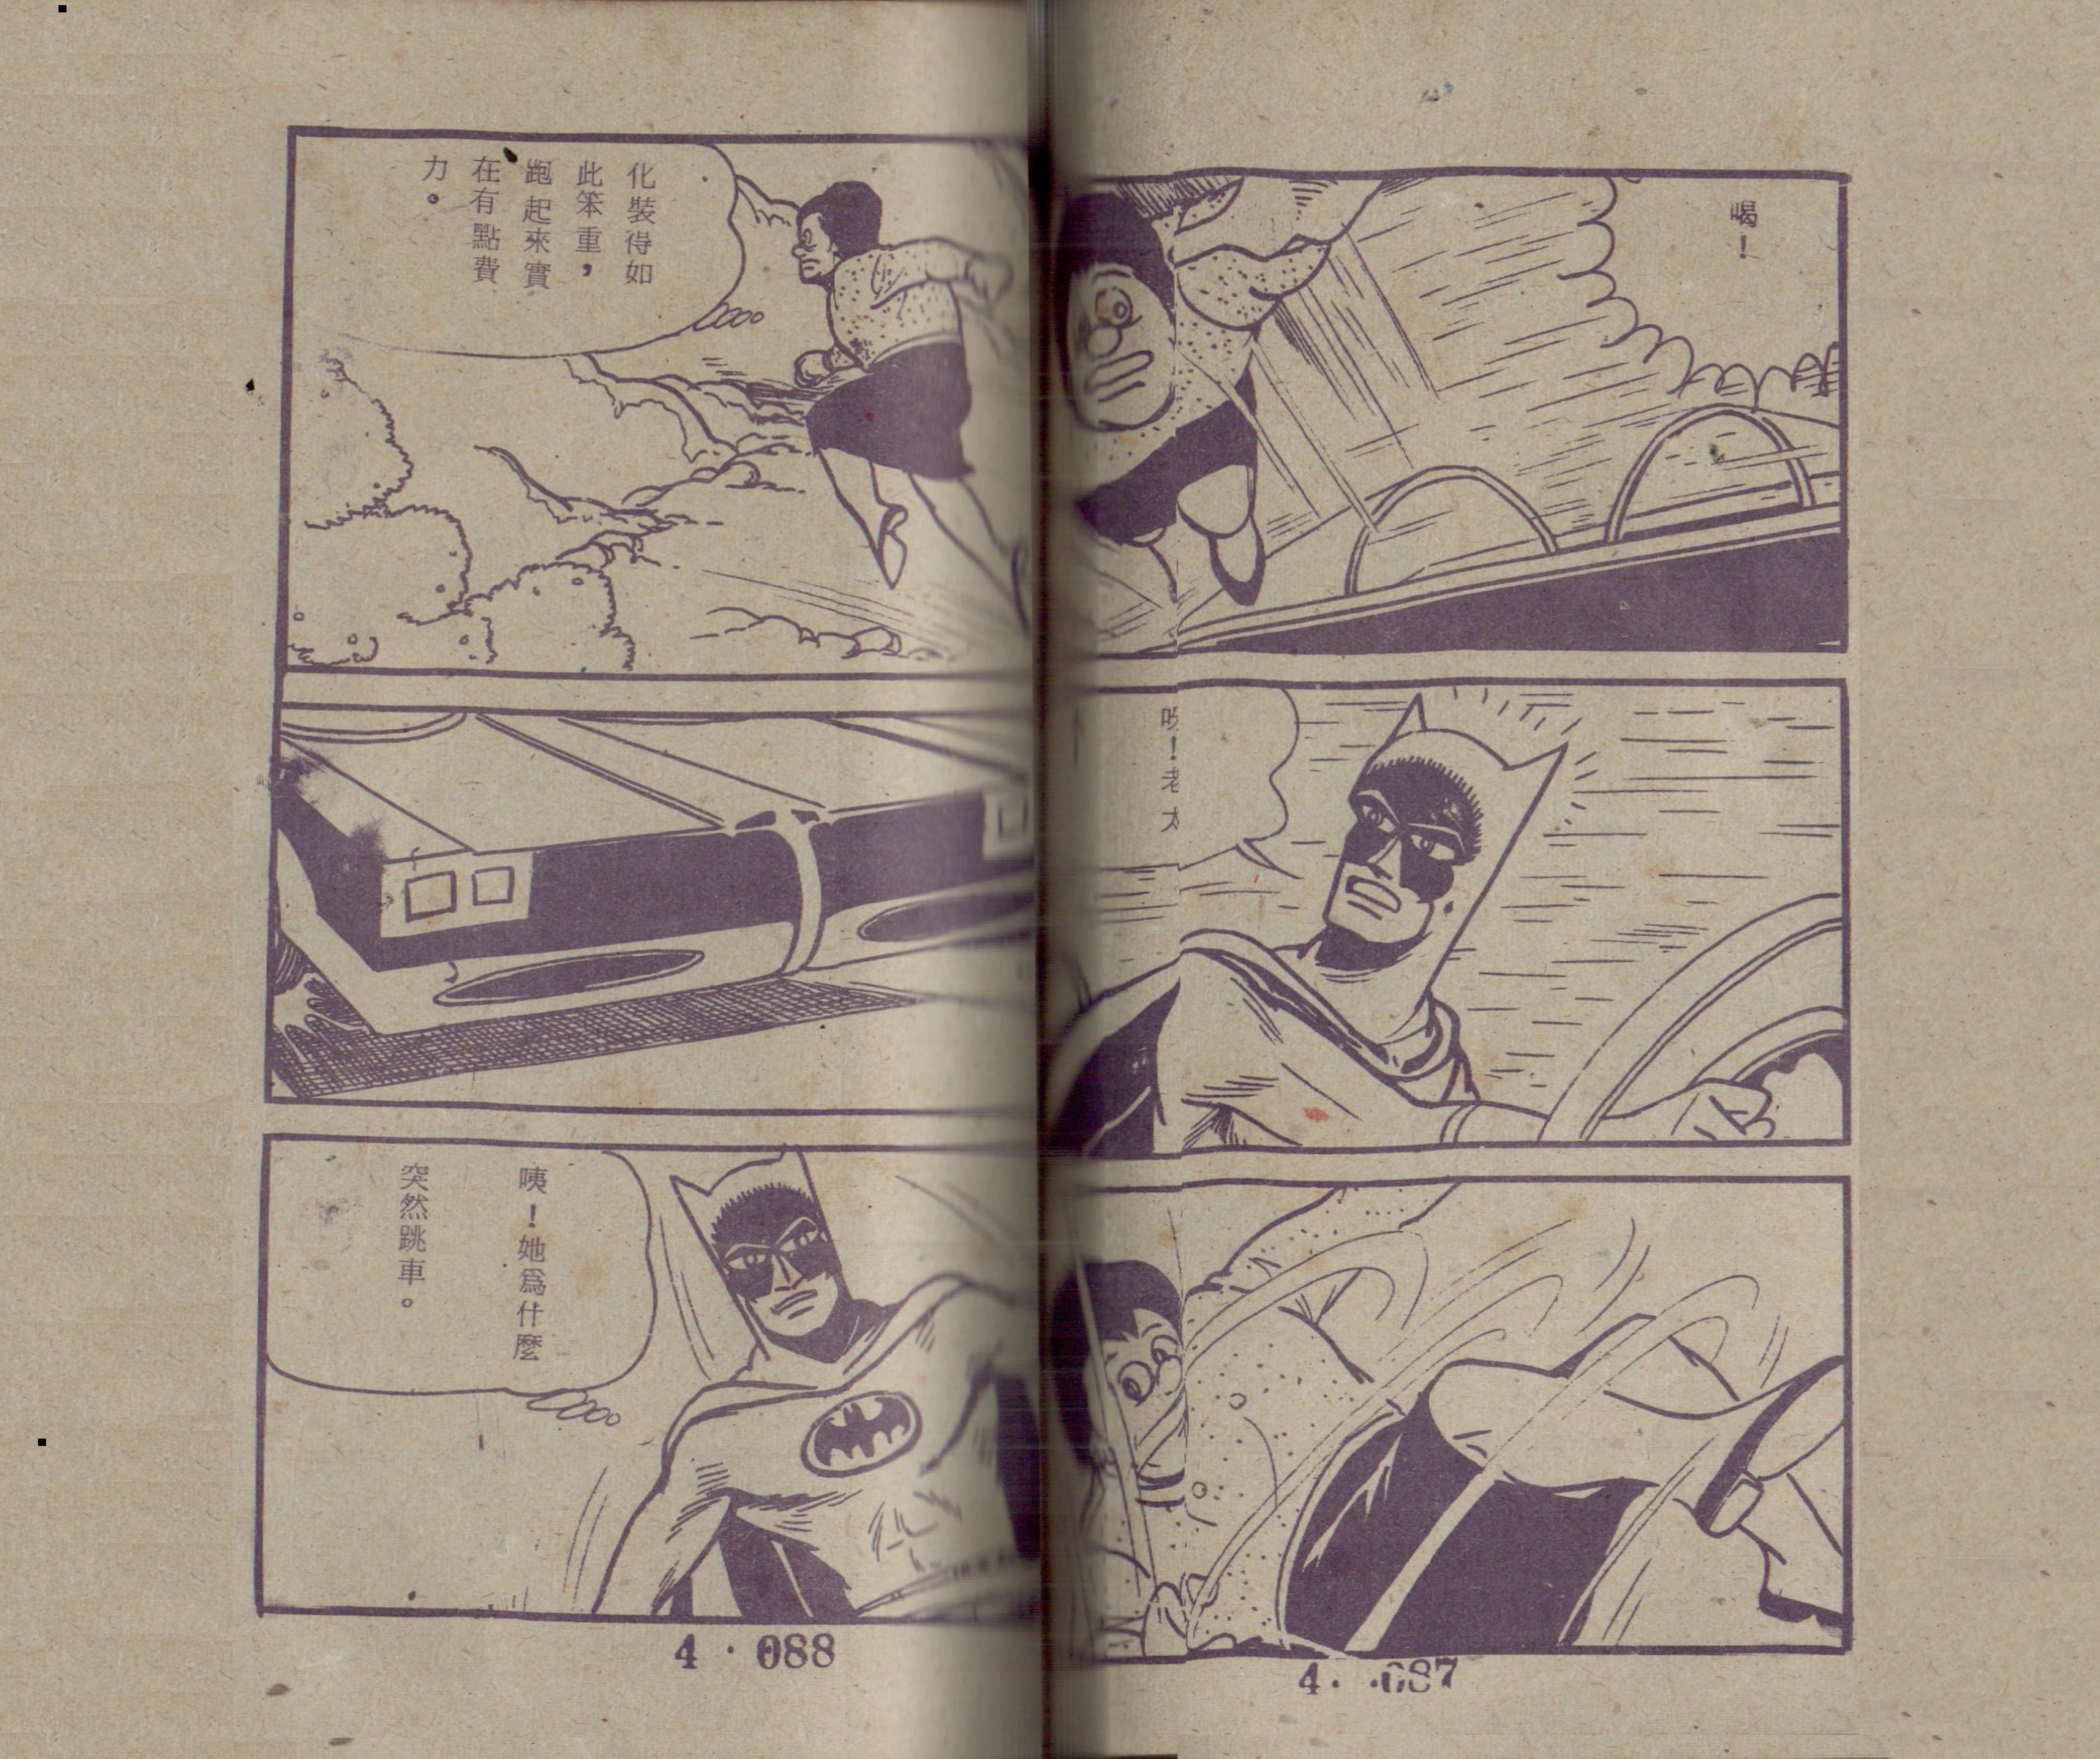 喝！
呀！老
太
4．087
化裝得如
此笨重，
跑起來實
在有點費
力。
咦！她爲什麼
突然跳車。
4．088